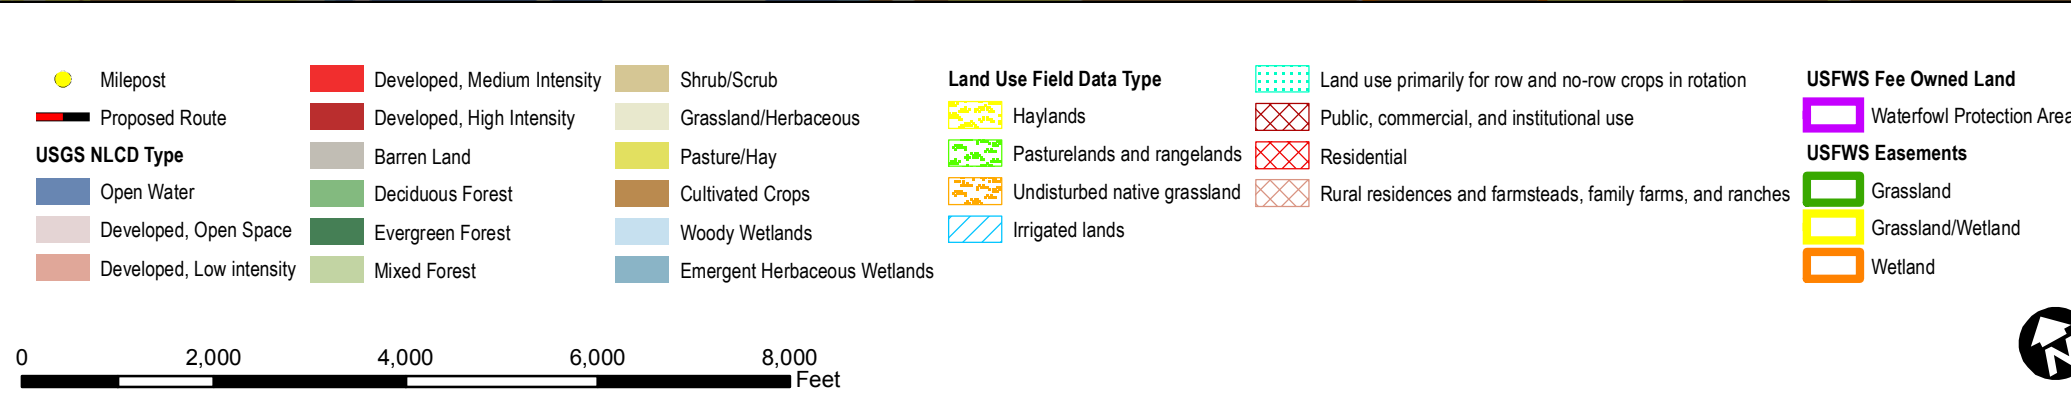 Milepost
Proposed Route
USGS NLCD Type
Open Water
Developed, Open Space
Developed, Low intensity
Developed, Medium Intensity
Developed, High Intensity
Barren Land
Deciduous Forest
Evergreen Forest
Mixed Forest
Shrub/Scrub
Grassland/Herbaceous
Pasture/Hay
Cultivated Crops
Woody Wetlands
Emergent Herbaceous Wetlands
Land Use Field Data Type
Haylands
Pasturelands and rangelands
Undisturbed native grassland
Irrigated lands
Land use primarily for row and no-row crops in rotation
Public, commercial, and institutional use
Residential
Rural residences and farmsteads, family farms, and ranches
USFWS Fee Owned Land
Waterfowl Protection Area
USFWS Easements
Grassland
Grassland/Wetland
Wetland
0 2,000 4,000 6,000 8,000
Feet
N